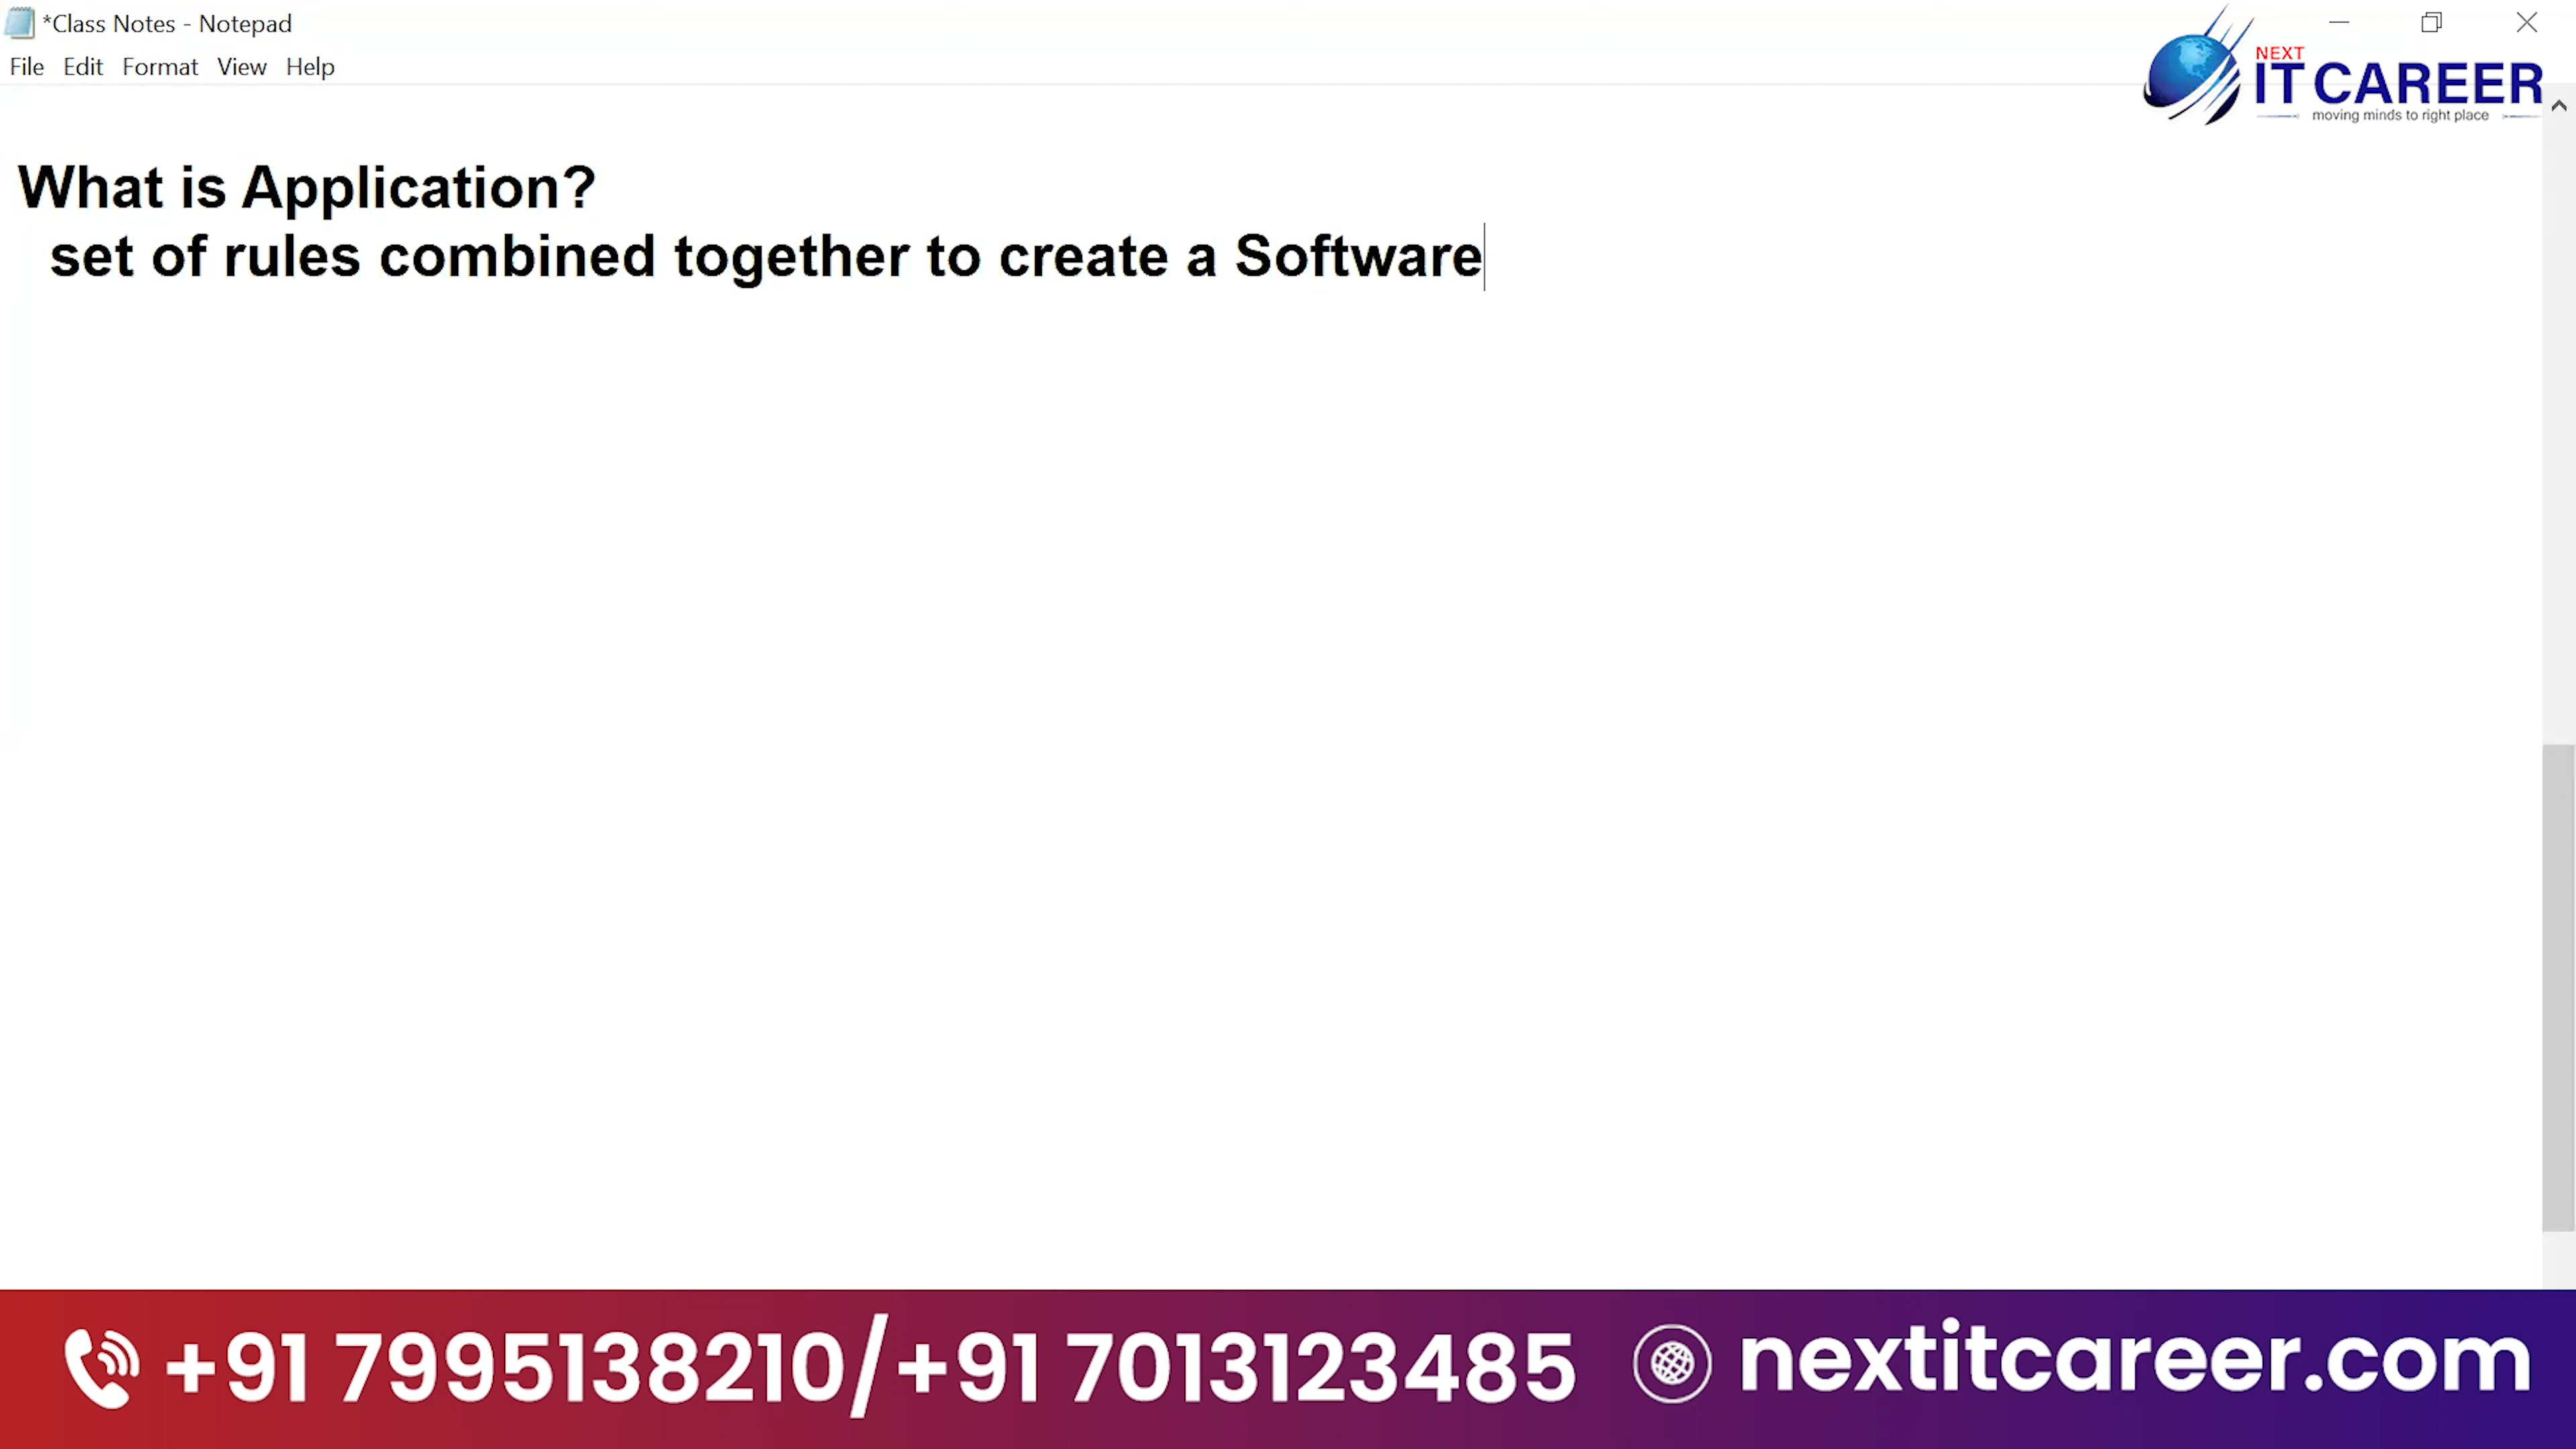 *Class Notes - Notepad
File Edit Format View Help
NEXT
IT CAREER
moving minds to right place
What is Application?
set of rules combined together to create a Software
+91 7995138210/+91 7013123485 nextitcareer.com